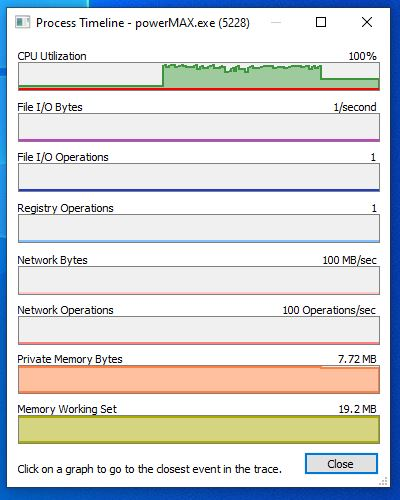 Process Timeline - powerMAX.exe (5228)
CPU Utilization 100%
File I/O Bytes 1/second
File I/O Operations 1
Registry Operations 1
Network Bytes 100 MB/sec
Network Operations 100 Operations/sec
Private Memory Bytes 7.72 MB
Memory Working Set 19.2 MB
Click on a graph to go to the closest event in the trace. Close